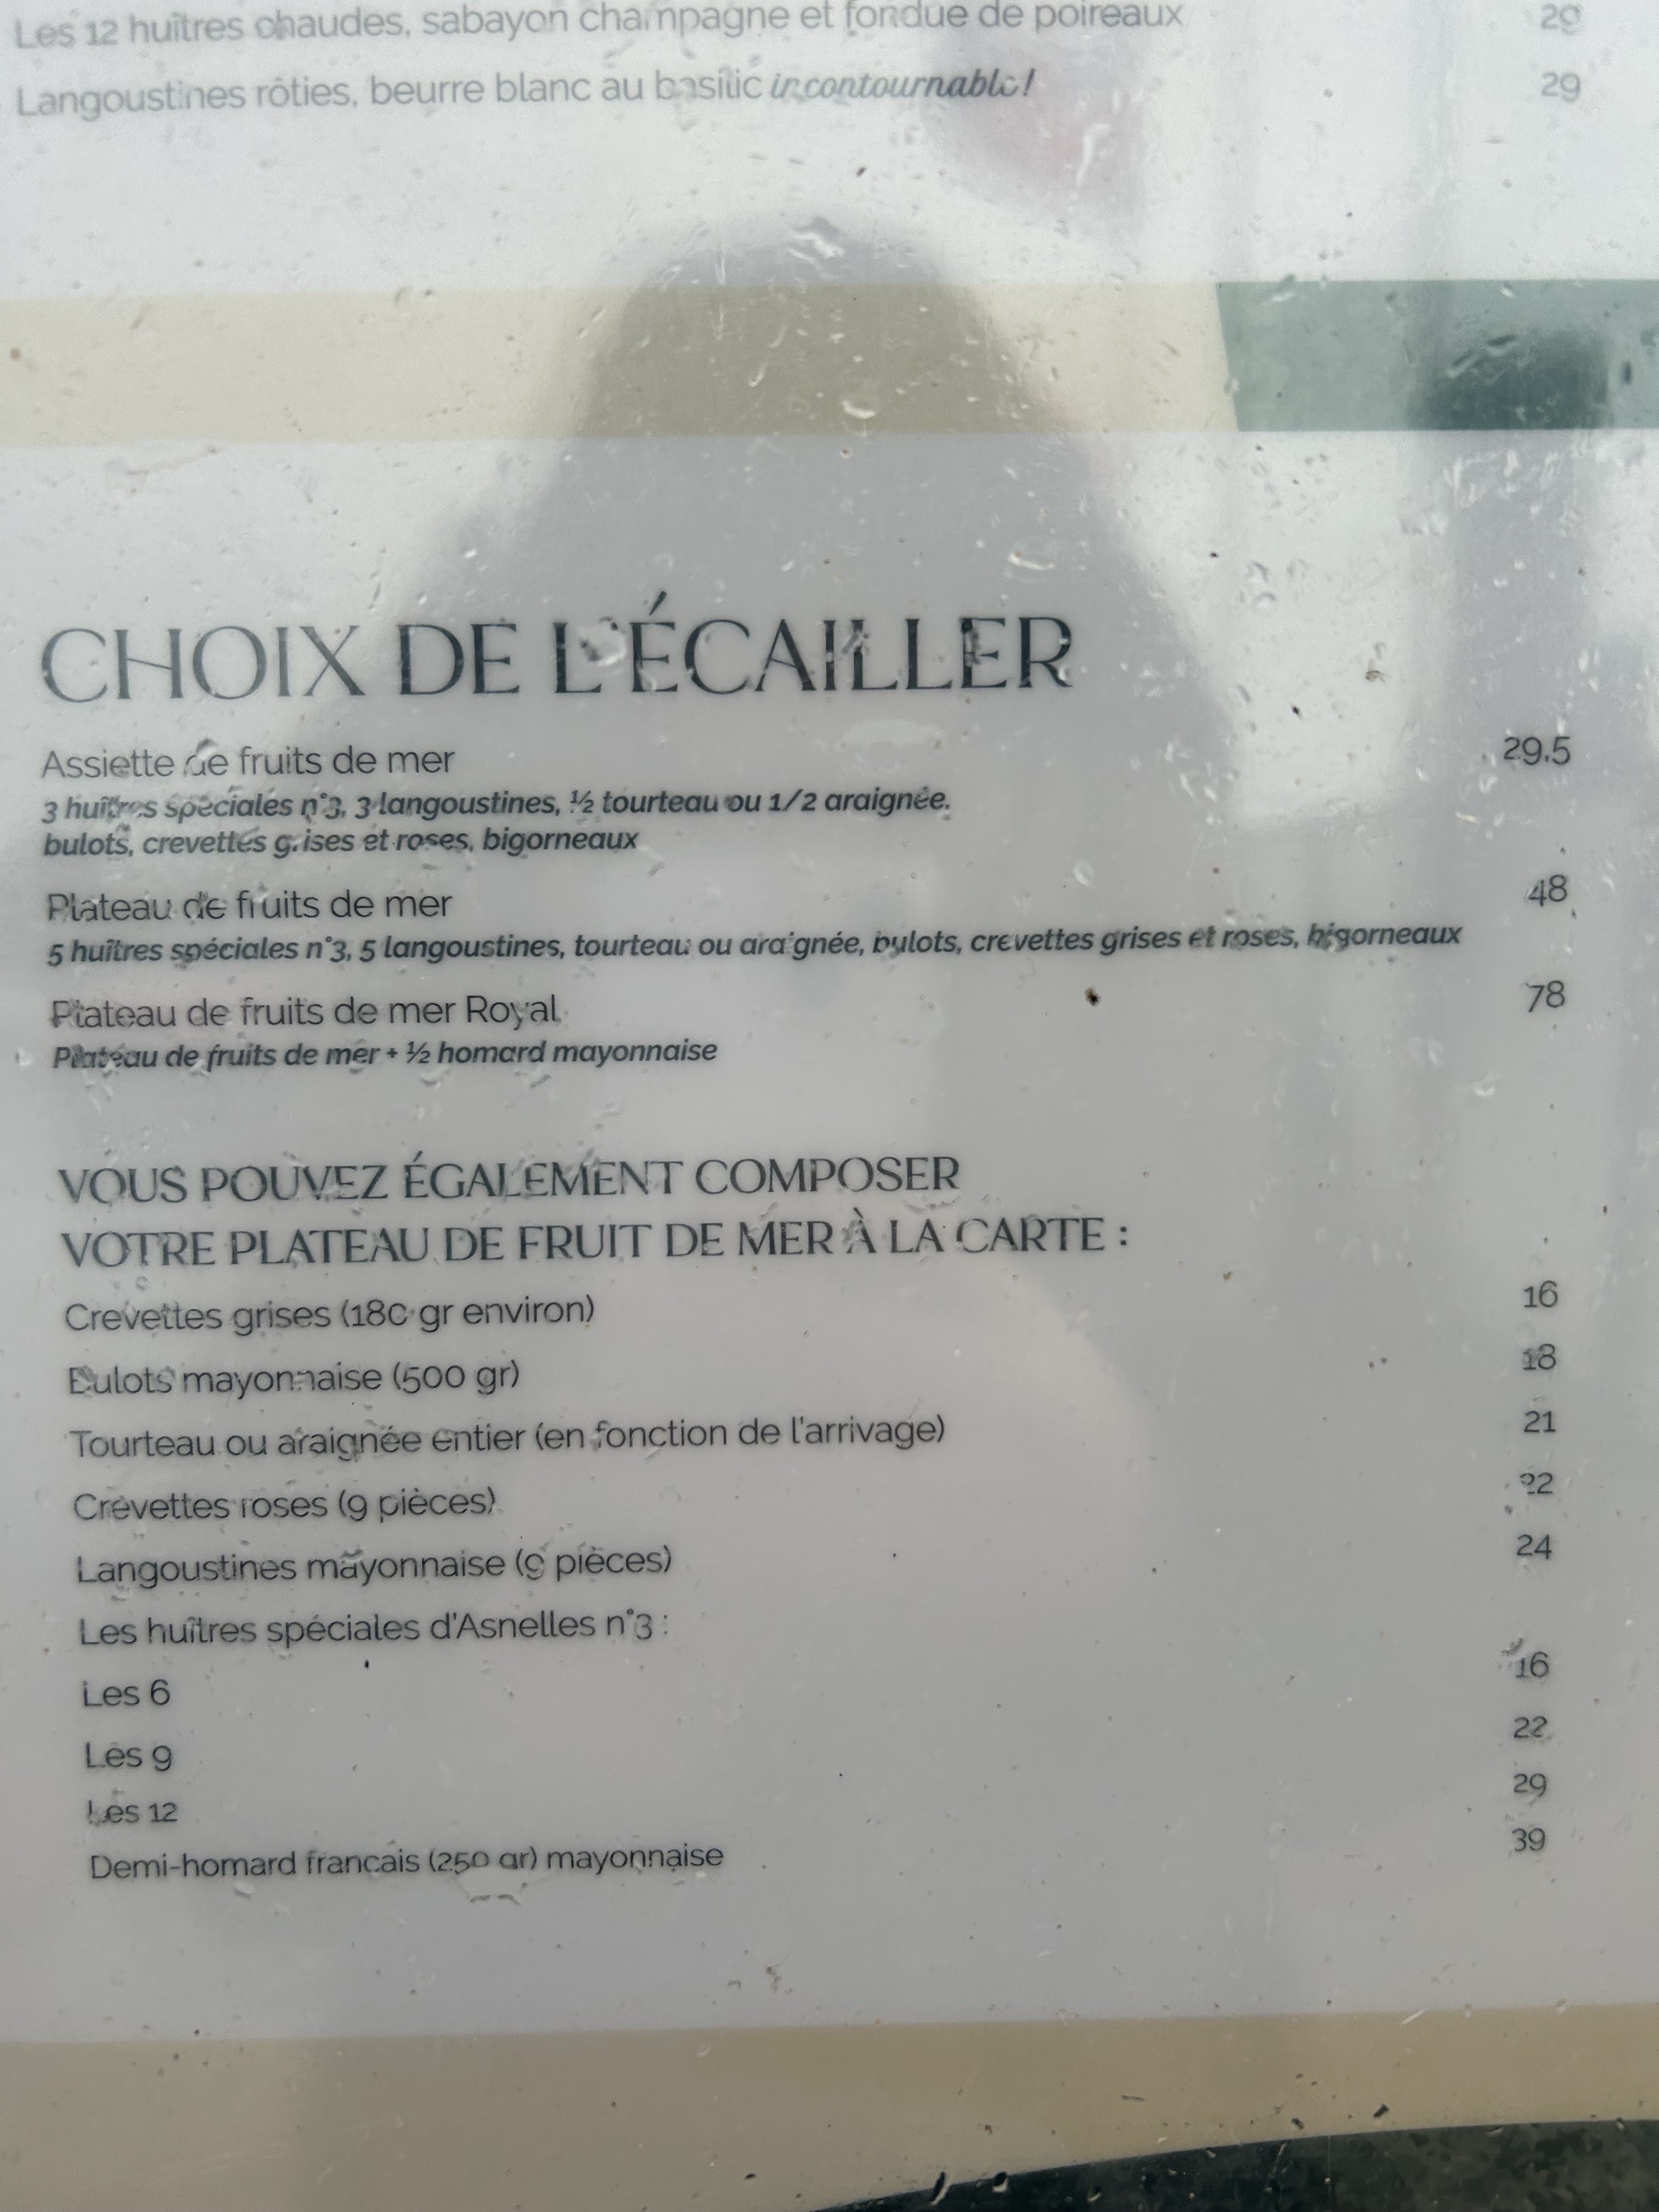 Les 12 huîtres chaudes, sabayon champagne et fondue de poireaux 29
Langoustines rôties, beurre blanc au basilic incontournable! 29
CHOIX DE L'ÉCAILLER
Assiette de fruits de mer 29.5
3 huîtres spéciales n°3, 3 langoustines, ½ tourteau ou 1/2 araignée.
bulots, crevettes grises et roses, bigorneaux
Plateau de fruits de mer 48
5 huîtres spéciales n°3, 5 langoustines, tourteau ou araignée, bulots, crevettes grises et roses, bigorneaux
Plateau de fruits de mer Royal 78
Plateau de fruits de mer + ½ homard mayonnaise
VOUS POUVEZ ÉGALEMENT COMPOSER
VOTRE PLATEAU DE FRUIT DE MER À LA CARTE :
Crevettes grises (180 gr environ) 16
Bulots mayonnaise (500 gr) 18
Tourteau ou araignée entier (en fonction de l'arrivage) 21
Crevettes roses (9 pièces) 22
Langoustines mayonnaise (9 pièces) 24
Les huîtres spéciales d'Asnelles n°3 :
Les 6 16
Les 9 22
Les 12 29
Demi-homard français (250 gr) mayonnaise 39